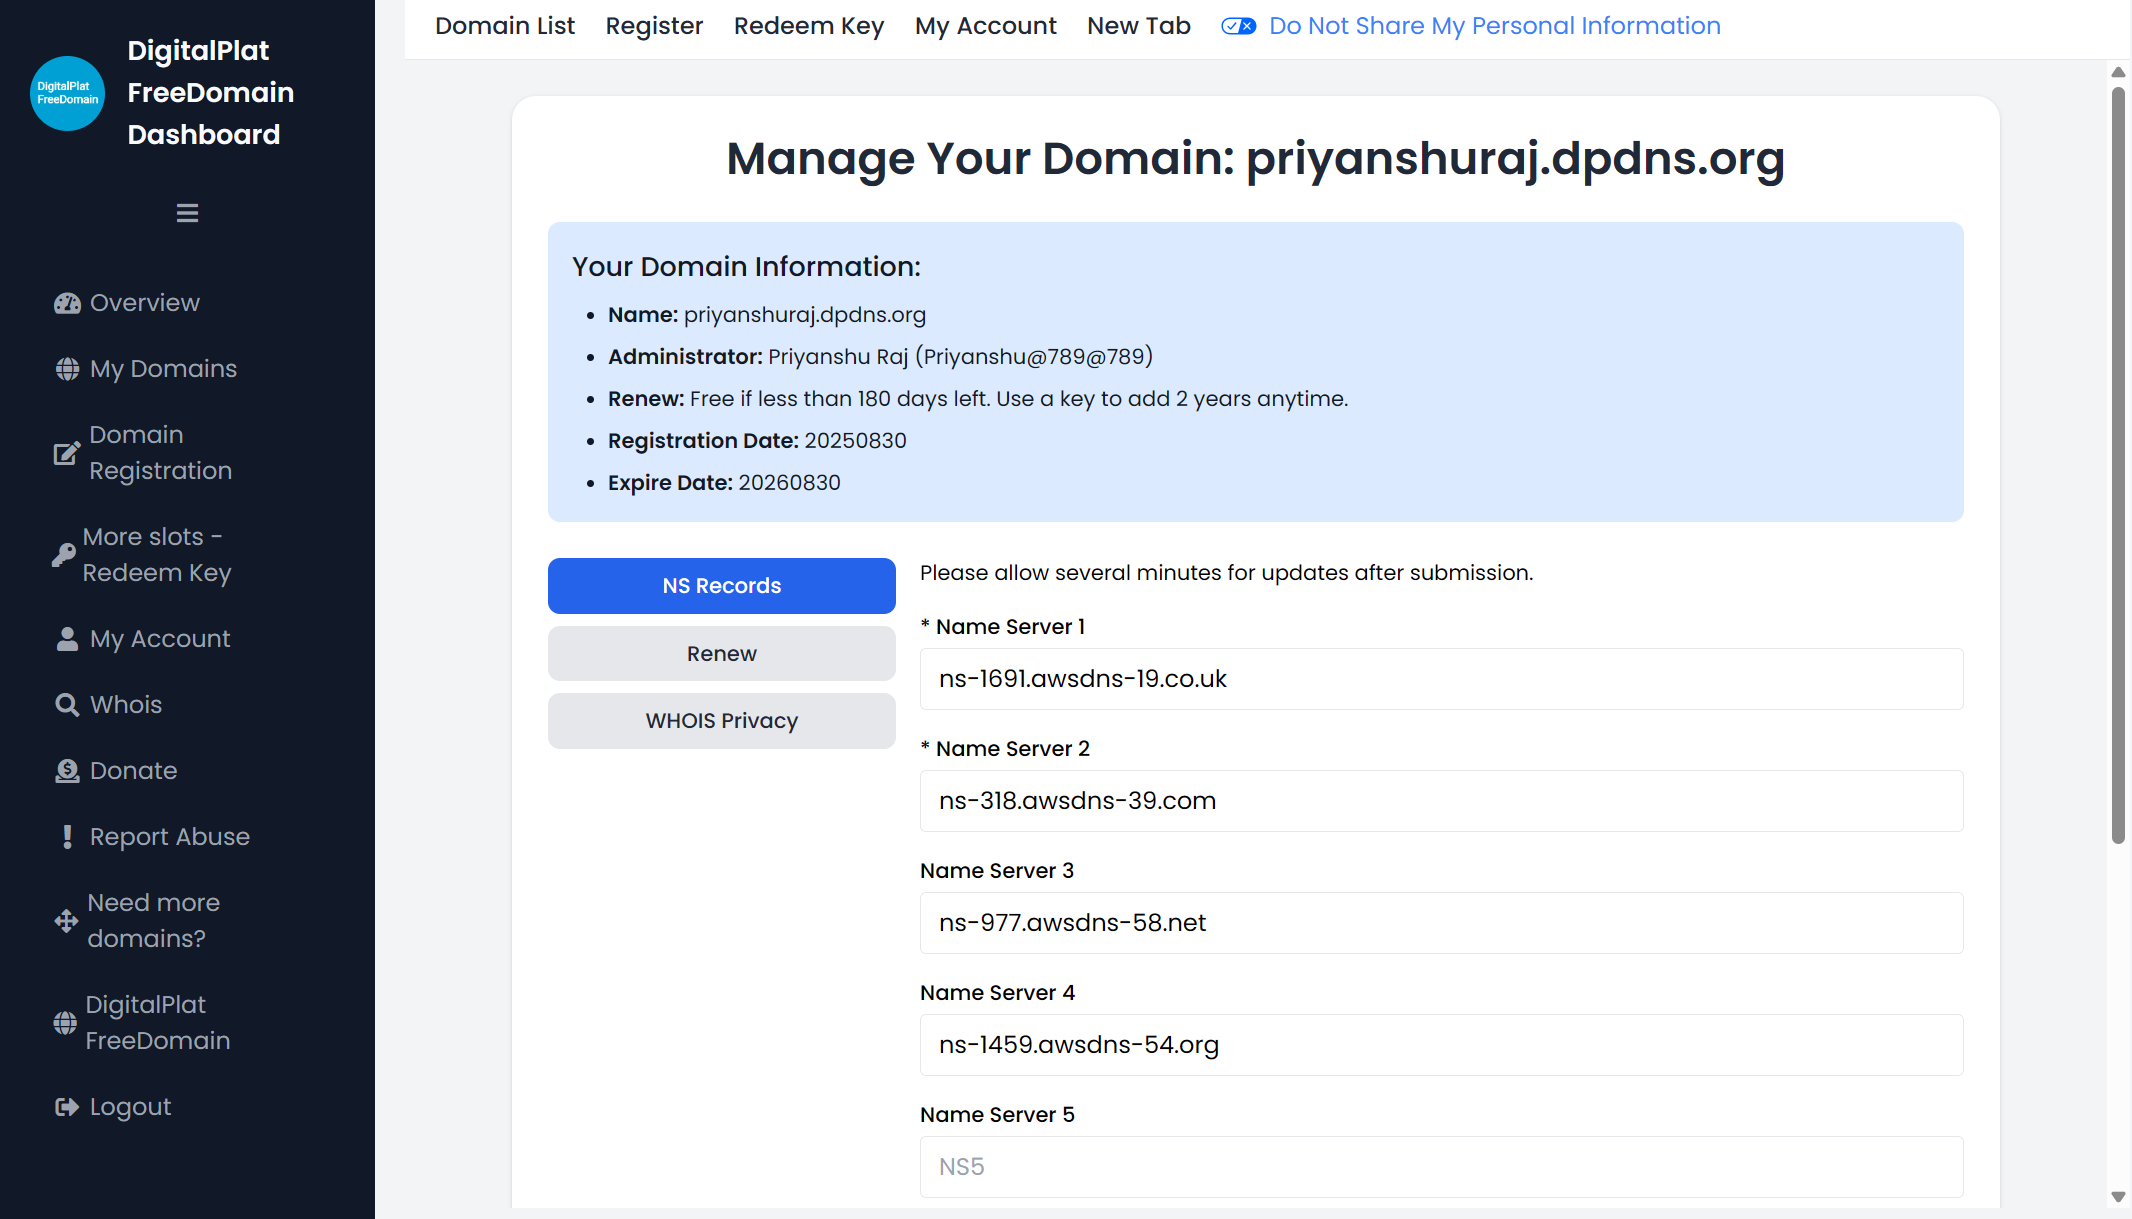 DigitalPlat
FreeDomain
DigitalPlat
FreeDomain
Dashboard
Overview
My Domains
Domain
Registration
More slots -
Redeem Key
My Account
Whois
Donate
Report Abuse
Need more
domains?
DigitalPlat
FreeDomain
Logout
Domain List Register Redeem Key My Account New Tab Do Not Share My Personal Information
Manage Your Domain: priyanshuraj.dpdns.org
Your Domain Information:
• Name: priyanshuraj.dpdns.org
• Administrator: Priyanshu Raj (Priyanshu@789@789)
• Renew: Free if less than 180 days left. Use a key to add 2 years anytime.
• Registration Date: 20250830
• Expire Date: 20260830
NS Records
Renew
WHOIS Privacy
Please allow several minutes for updates after submission.
* Name Server 1
ns-1691.awsdns-19.co.uk
* Name Server 2
ns-318.awsdns-39.com
Name Server 3
ns-977.awsdns-58.net
Name Server 4
ns-1459.awsdns-54.org
Name Server 5
NS5